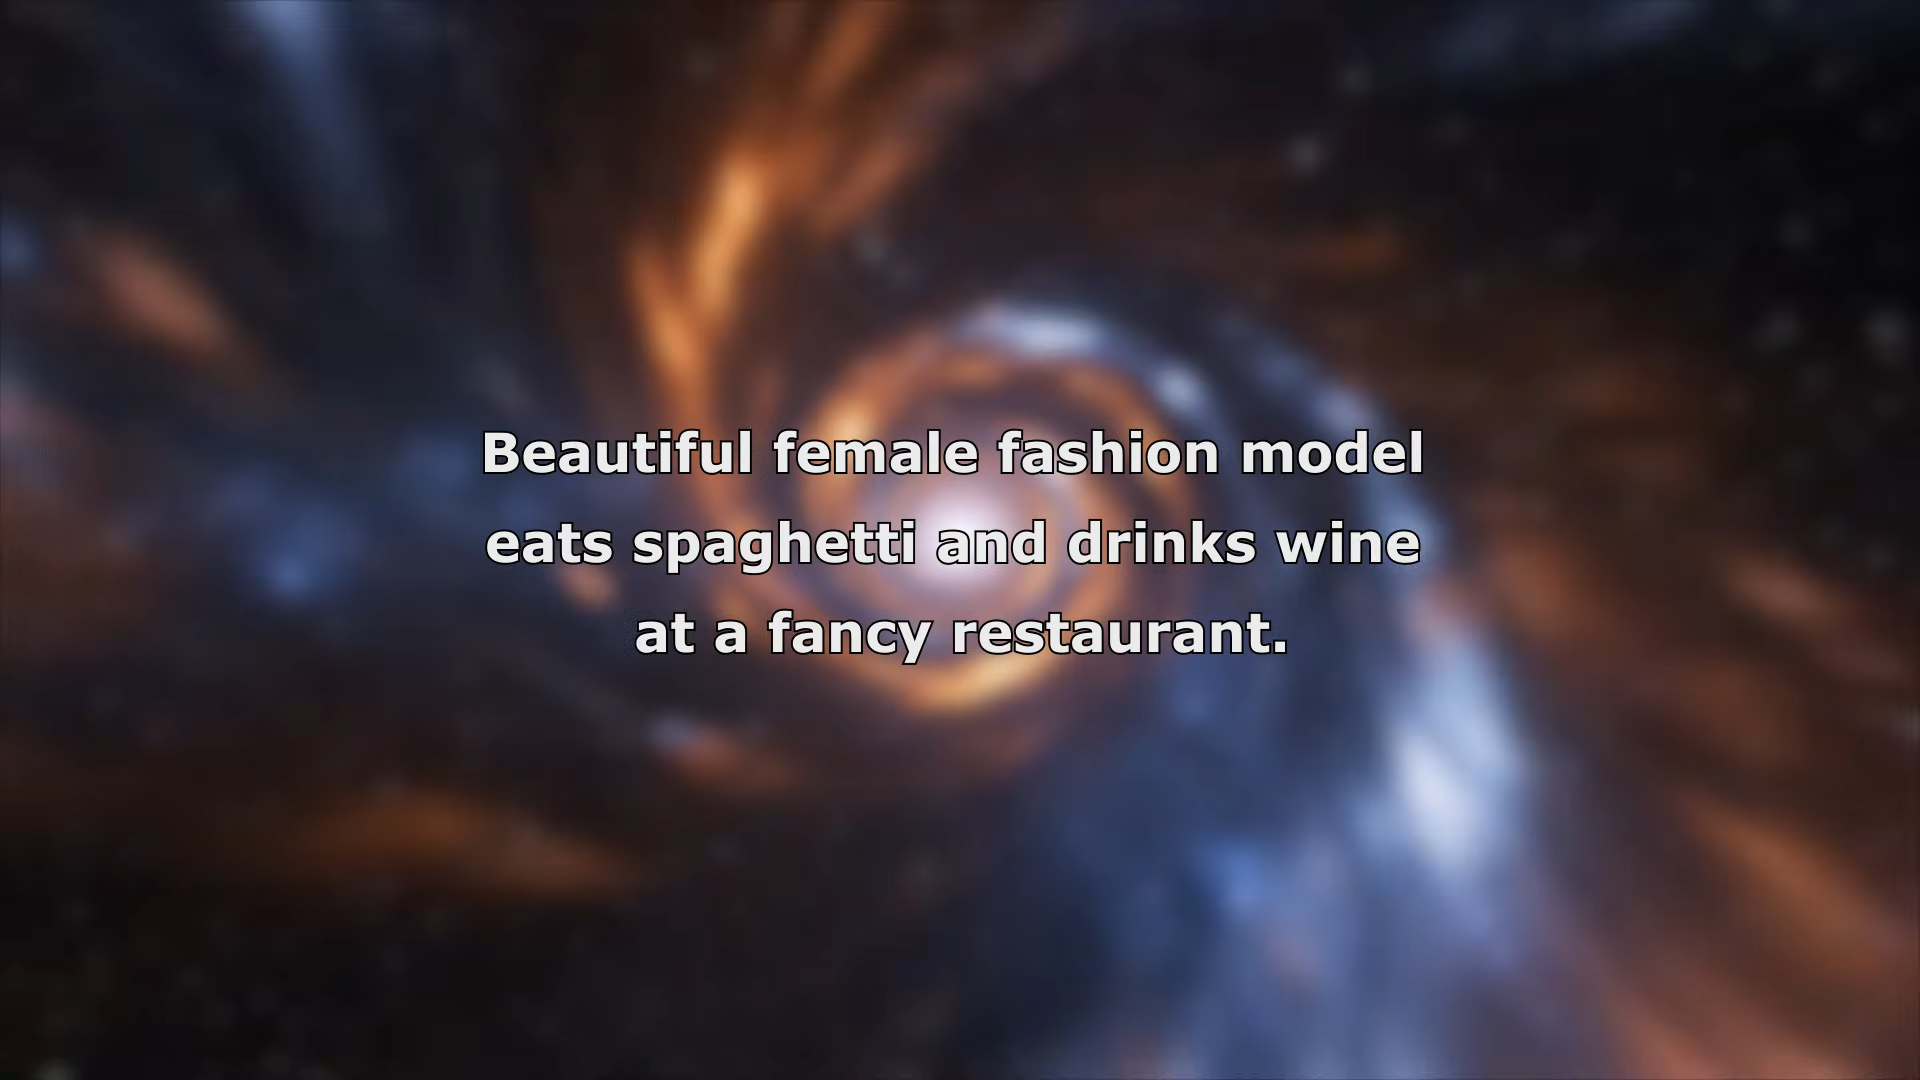 Beautiful female fashion model
eats spaghetti and drinks wine
at a fancy restaurant.